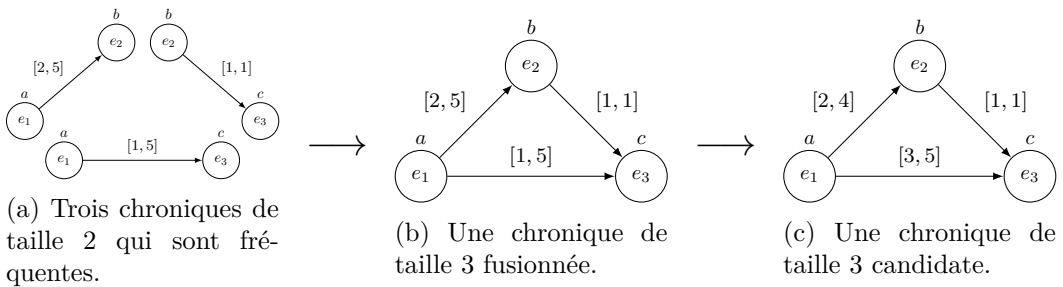 b b
e2 e2
[2, 5] [1, 1]
a c
e1 e3
a c
[1, 5]
e1 e3
(a) Trois chroniques de
taille 2 qui sont fré-
quentes.
b
e2
[2, 5] [1, 1]
a c
[1, 5]
e1 e3
(b) Une chronique de
taille 3 fusionnée.
b
e2
[2, 4] [1, 1]
a c
[3, 5]
e1 e3
(c) Une chronique de
taille 3 candidate.